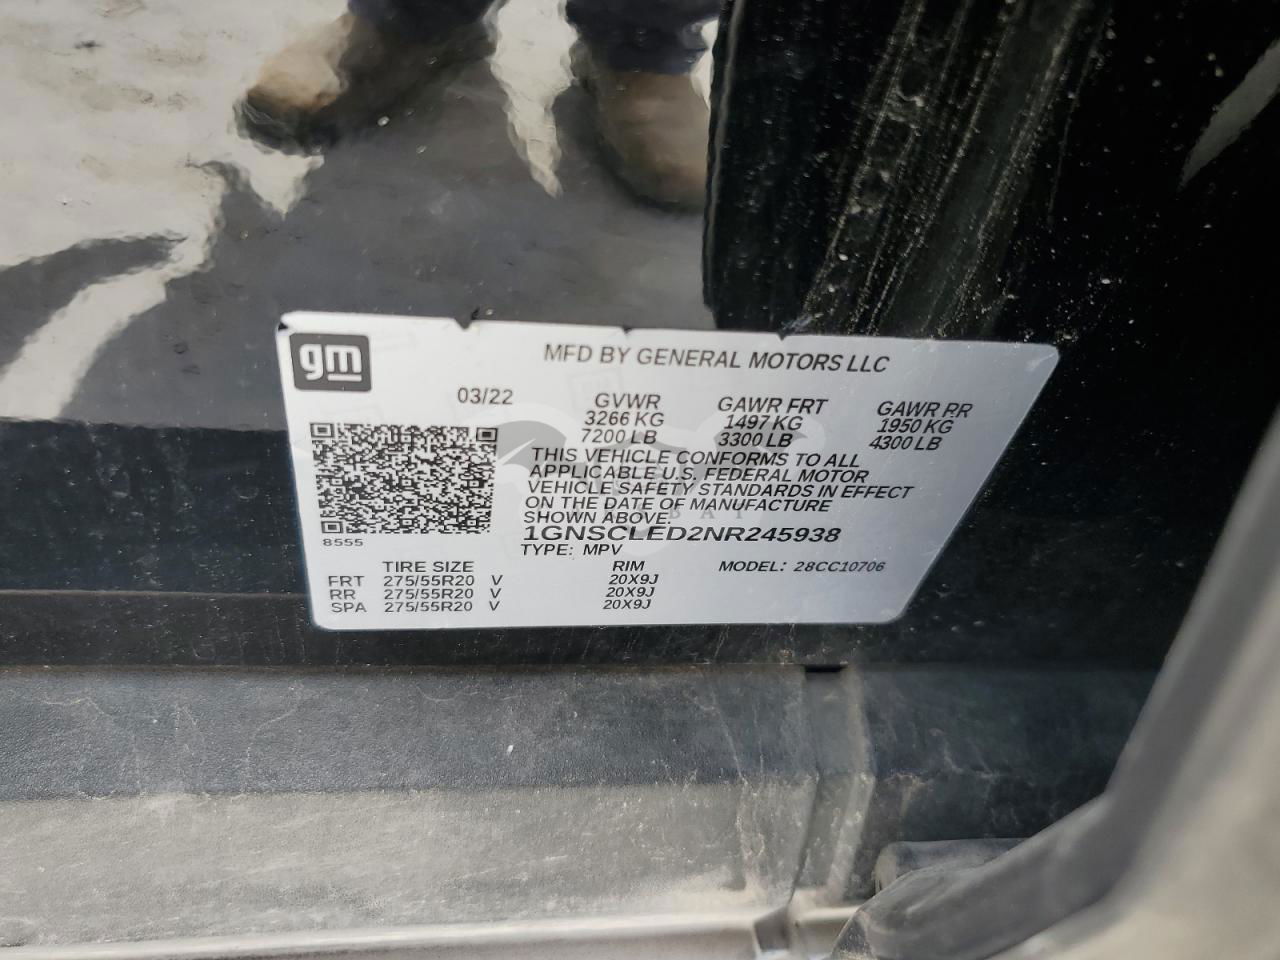 gm
MFD BY GENERAL MOTORS LLC
03/22 GVWR GAWR FRT GAWR RR
3266 KG 1497 KG 1950 KG
7200 LB 3300 LB 4300 LB
THIS VEHICLE CONFORMS TO ALL
APPLICABLE U.S. FEDERAL MOTOR
VEHICLE SAFETY STANDARDS IN EFFECT
ON THE DATE OF MANUFACTURE
SHOWN ABOVE.
1GNSCLED2NR245938
8555
TYPE: MPV
TIRE SIZE RIM MODEL: 28CC10706
FRT 275/55R20 V 20X9J
RR 275/55R20 V 20X9J
SPA 275/55R20 V 20X9J